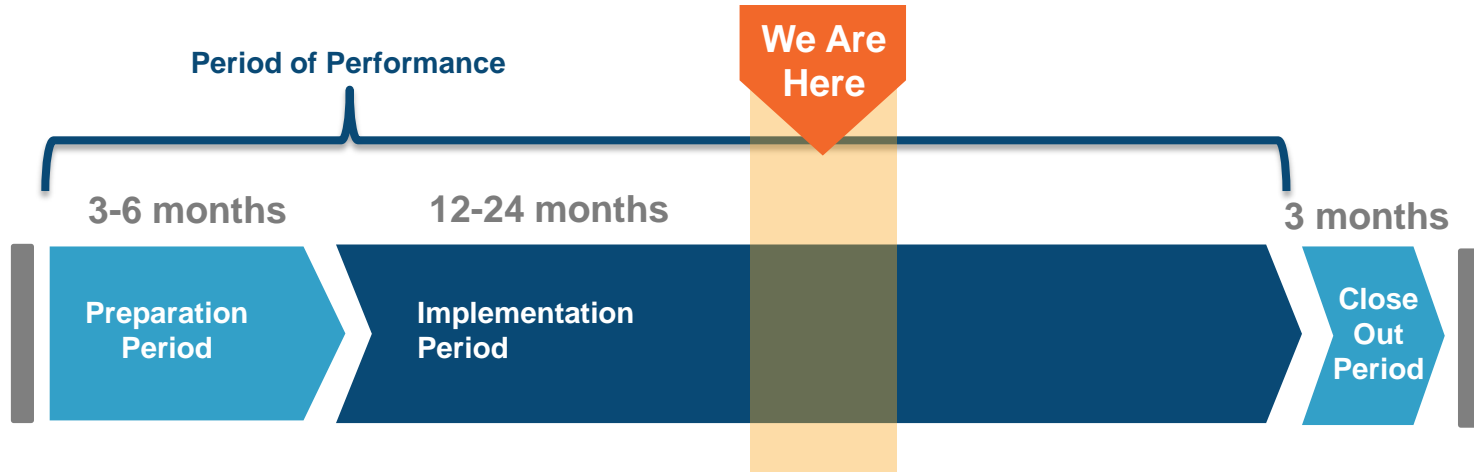 We Are
Here
Period of Performance
3-6 months
12-24 months
3 months
Preparation
Period
Implementation
Period
Close
Out
Period